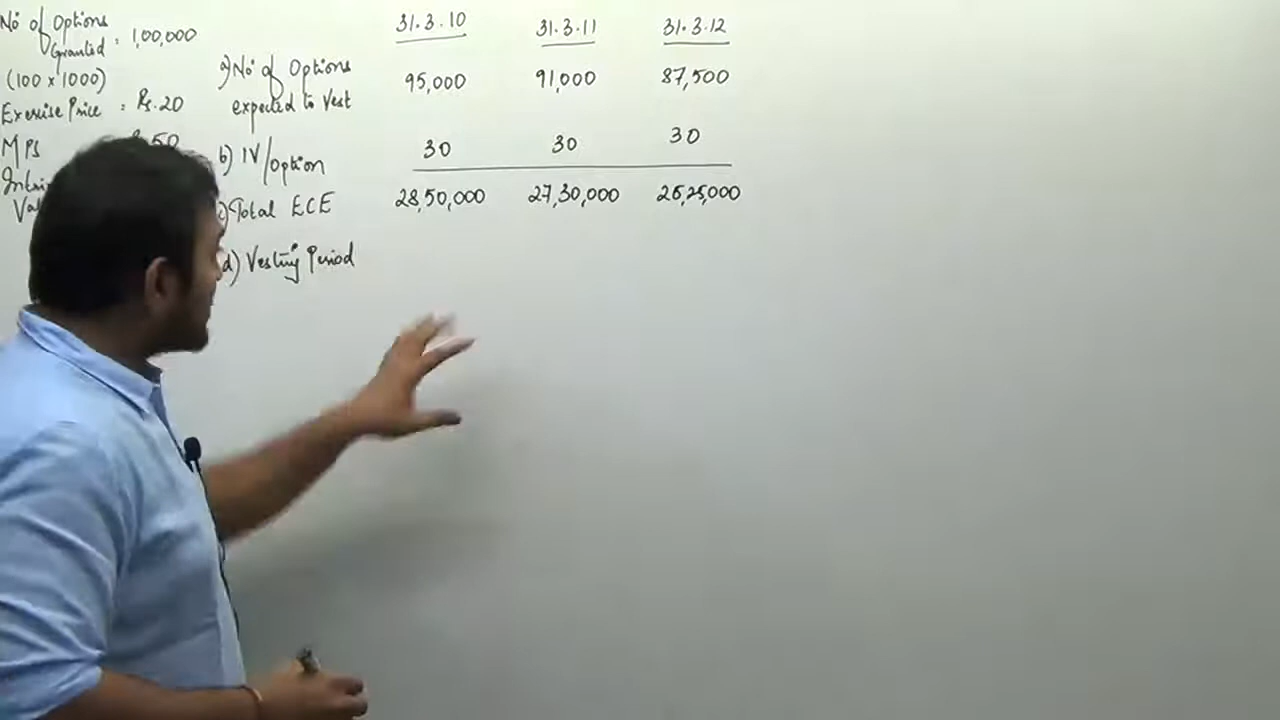 No of Options
Granted = 1,00,000
(100 x 1000)
Exercise Price : Rs. 20
MPS 50
31.3.10 31.3.11 31.3.12
a) No of Options 95,000 91,000 87,500
expected to Vest
b) IV/option 30 30 30
c) Total ECE 28,50,000 27,30,000 26,25,000
d) Vesting Period